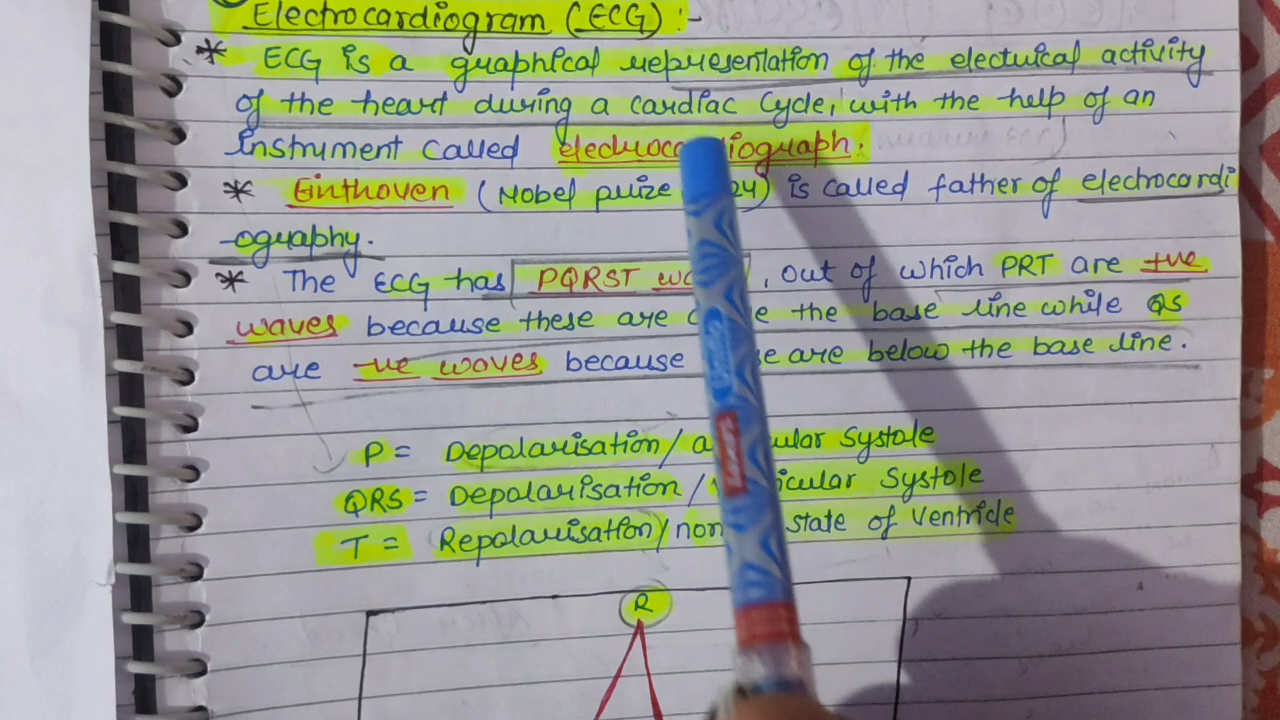 Electrocardiogram (ECG) :-
* ECG is a graphical representation of the electrical activity
of the heart during a cardiac Cycle, with the help of an
Instrument called electrocardiograph.
* Einthoven (Nobel prize 24) is called father of electrocardi
-ography.
* The ECG has PQRST , out of which PRT are +ve
waves because these are the base line while QS
are -ve waves because are below the base line.
P = Depolarisation/ Systole
QRS = Depolarisation/ Systole
T = Repolarisation/ state of ventricle
R